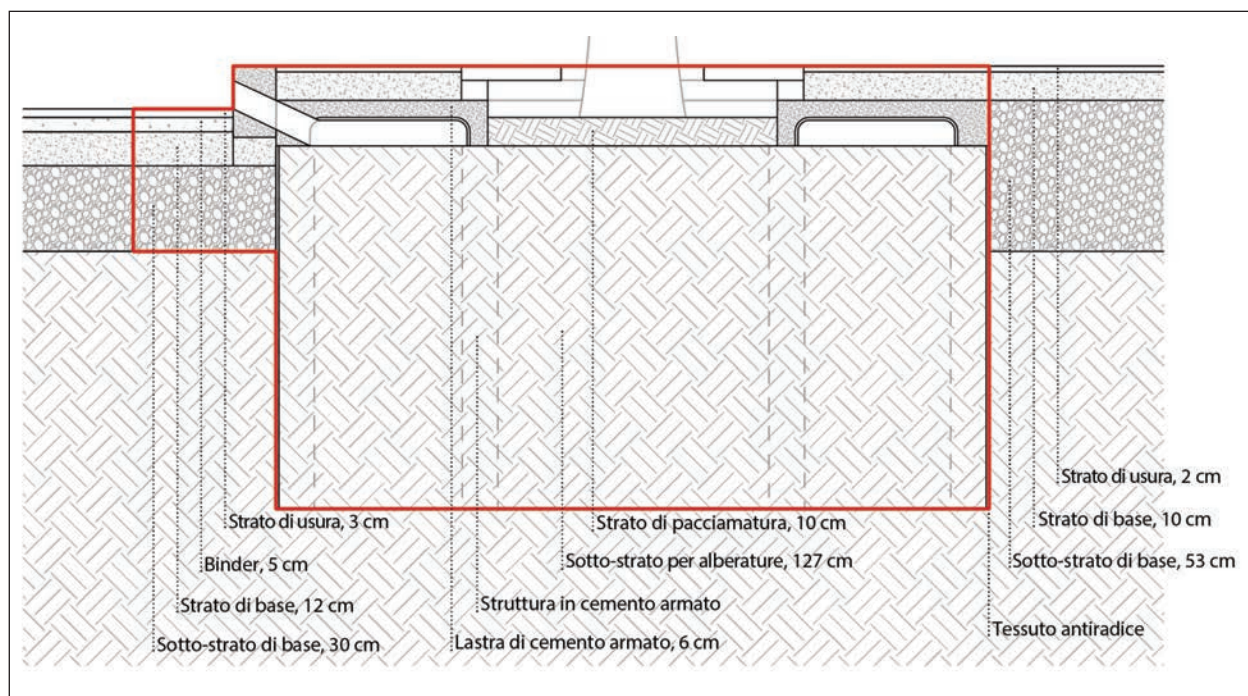 Strato di usura, 3 cm
Binder, 5 cm
Strato di base, 12 cm
Sotto-strato di base, 30 cm
Strato di pacciamatura, 10 cm
Sotto-strato per alberature, 127 cm
Struttura in cemento armato
Lastra di cemento armato, 6 cm
Strato di usura, 2 cm
Strato di base, 10 cm
Sotto-strato di base, 53 cm
Tessuto antiradice